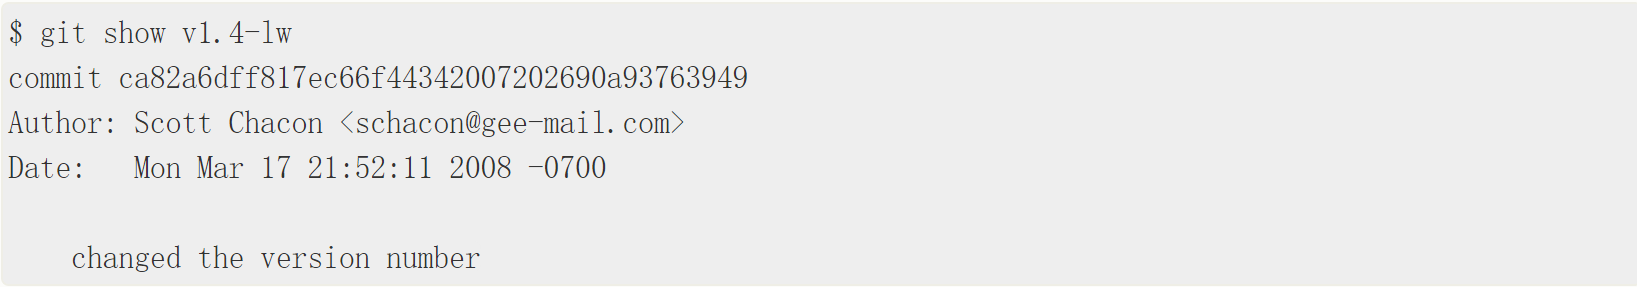 $ git show v1.4-lw
commit ca82a6dff817ec66f44342007202690a93763949
Author: Scott Chacon <schacon@gee-mail.com>
Date:   Mon Mar 17 21:52:11 2008 -0700

    changed the version number